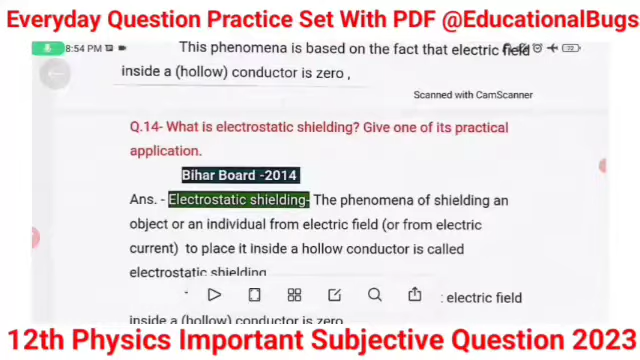 Everyday Question Practice Set With PDF @EducationalBugs
8:54 PM
This phenomena is based on the fact that electric field
inside a (hollow) conductor is zero ,
Scanned with CamScanner
Q.14- What is electrostatic shielding? Give one of its practical
application.
Bihar Board -2014
Ans. - Electrostatic shielding- The phenomena of shielding an
object or an individual from electric field (or from electric
current) to place it inside a hollow conductor is called
electrostatic shielding
: electric field
inside a (hollow) conductor is zero
12th Physics Important Subjective Question 2023